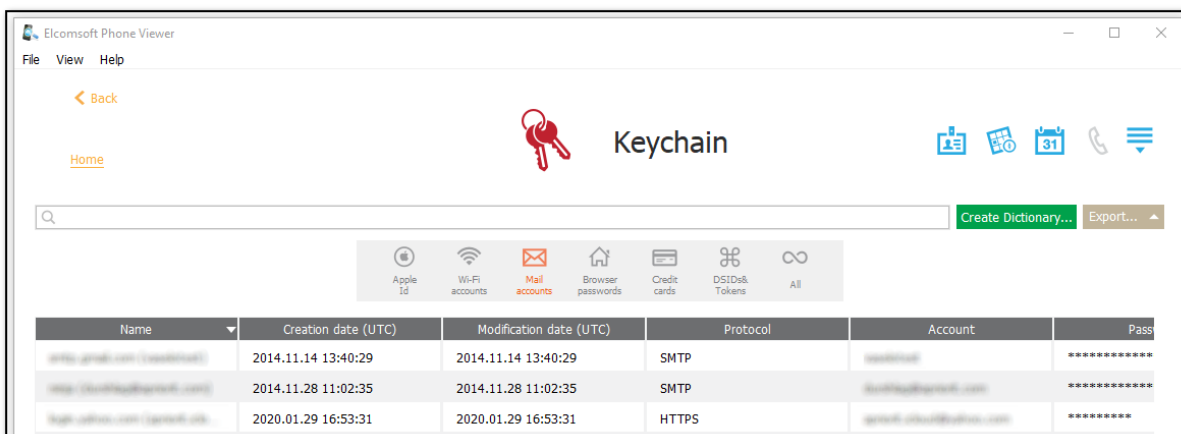 Elcomsoft Phone Viewer
File View Help
Back
Home
Keychain
31
Create Dictionary... Export...
Apple Id
Wi-Fi accounts
Mail accounts
Browser passwords
Credit cards
DSIDs& Tokens
All
Name Creation date (UTC) Modification date (UTC) Protocol Account
2014.11.14 13:40:29 2014.11.14 13:40:29 SMTP ************
2014.11.28 11:02:35 2014.11.28 11:02:35 SMTP ************
2020.01.29 16:53:31 2020.01.29 16:53:31 HTTPS *********